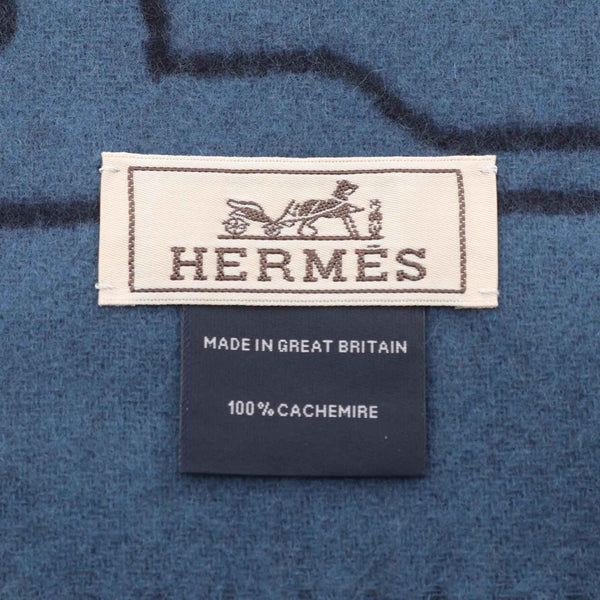 HERMÈS
MADE IN GREAT BRITAIN
100% CACHEMIRE